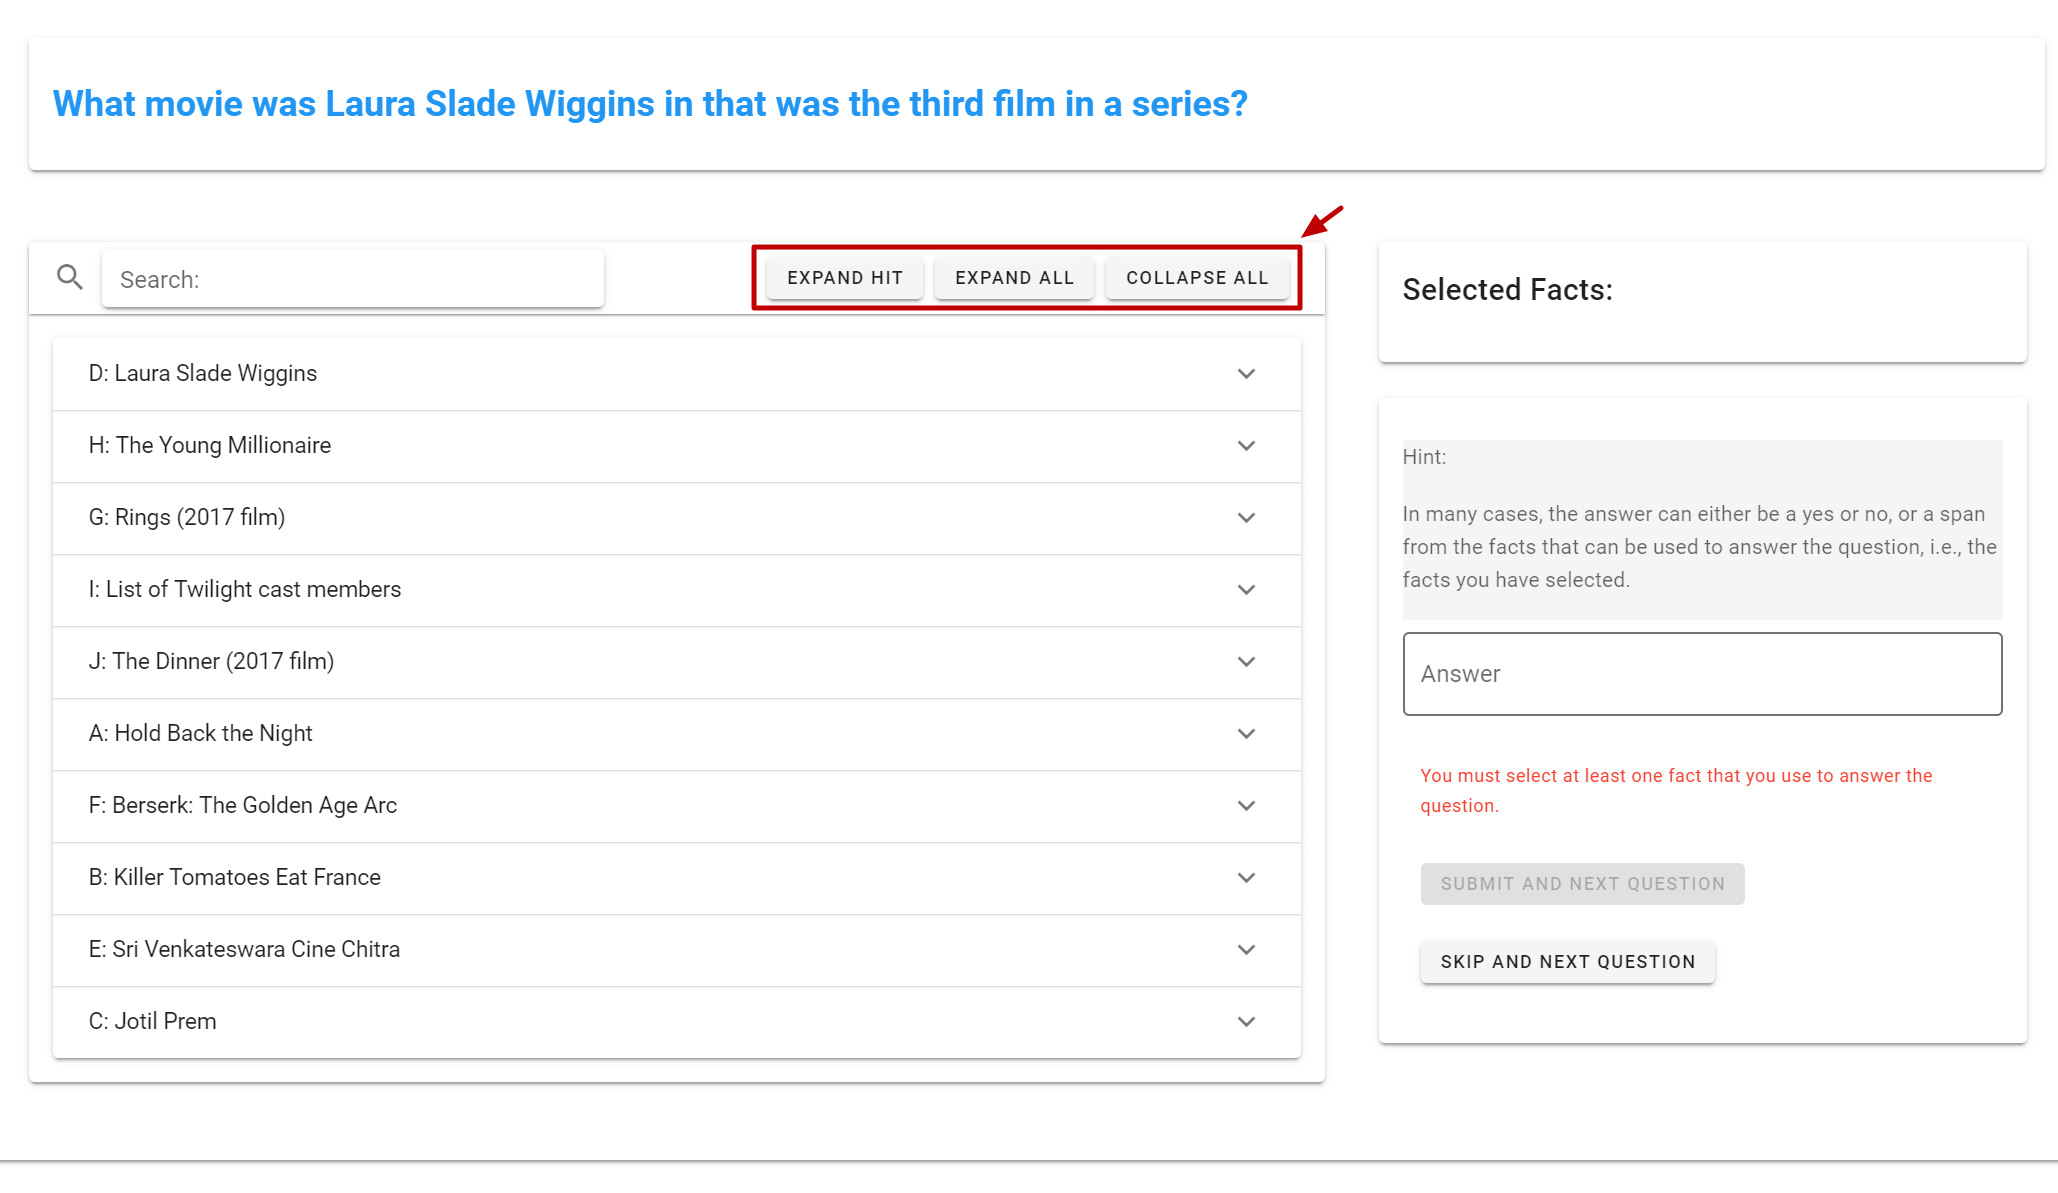 What movie was Laura Slade Wiggins in that was the third film in a series?
Search:
EXPAND HIT
EXPAND ALL
COLLAPSE ALL
D: Laura Slade Wiggins
H: The Young Millionaire
G: Rings (2017 film)
I: List of Twilight cast members
J: The Dinner (2017 film)
A: Hold Back the Night
F: Berserk: The Golden Age Arc
B: Killer Tomatoes Eat France
E: Sri Venkateswara Cine Chitra
C: Jotil Prem
Selected Facts:
Hint:
In many cases, the answer can either be a yes or no, or a span
from the facts that can be used to answer the question, i.e., the
facts you have selected.
Answer
You must select at least one fact that you use to answer the
question.
SUBMIT AND NEXT QUESTION
SKIP AND NEXT QUESTION